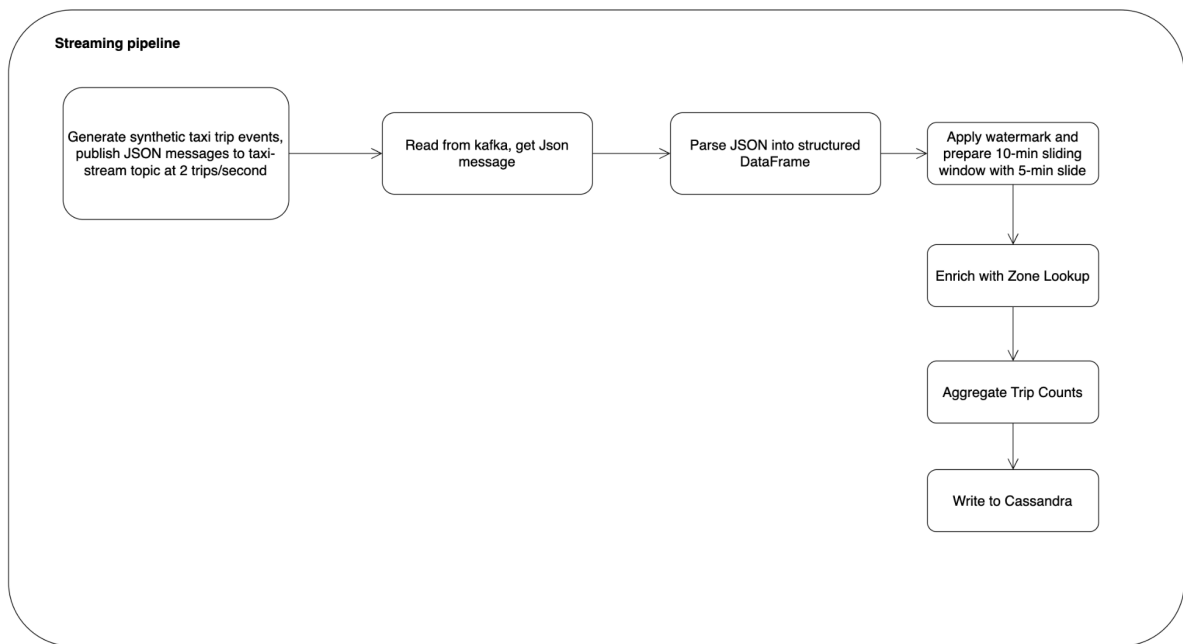 Streaming pipeline
Generate synthetic taxi trip events,
publish JSON messages to taxi-
stream topic at 2 trips/second
Read from kafka, get Json
message
Parse JSON into structured
DataFrame
Apply watermark and
prepare 10-min sliding
window with 5-min slide
Enrich with Zone Lookup
Aggregate Trip Counts
Write to Cassandra